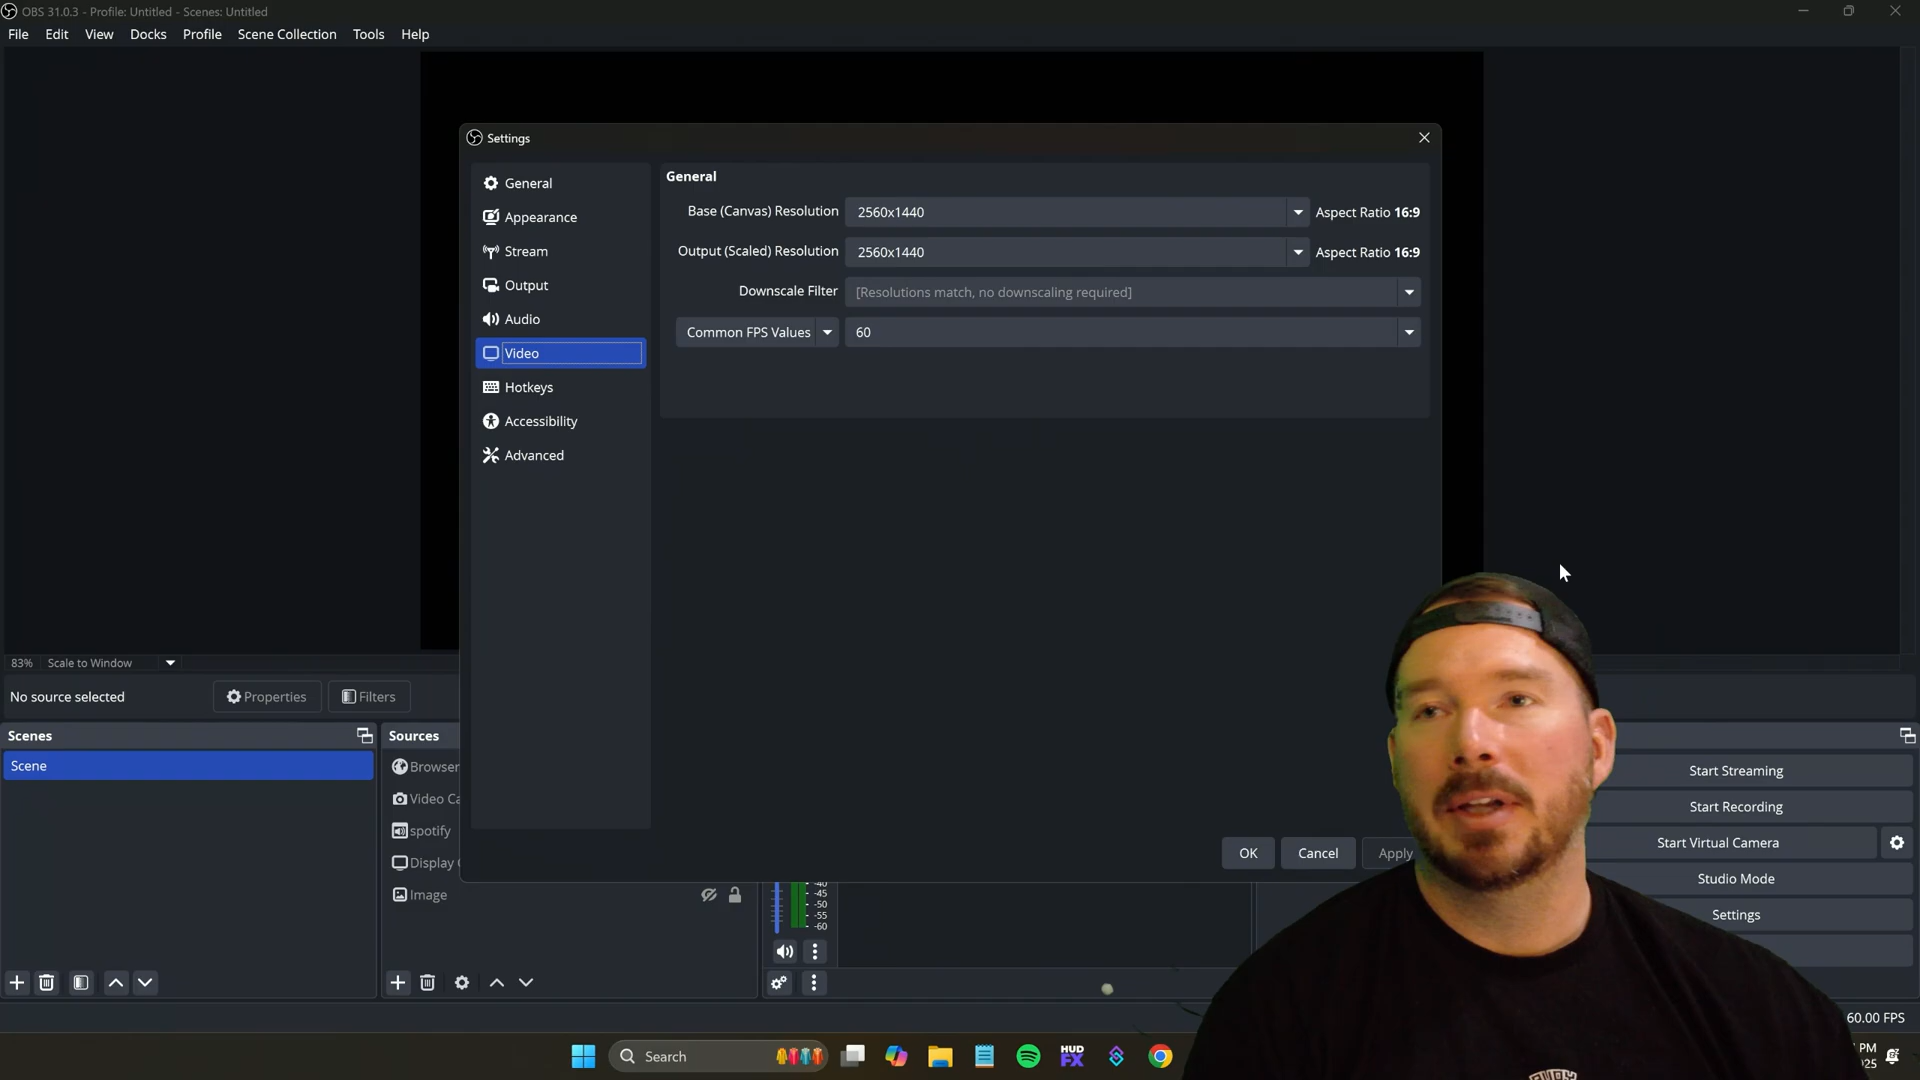 OBS 31.0.3 - Profile: Untitled - Scenes: Untitled
File Edit View Docks Profile Scene Collection Tools Help
Settings
General
Appearance
Stream
Output
Audio
Video
Hotkeys
Accessibility
Advanced
General
Base (Canvas) Resolution 2560x1440 Aspect Ratio 16:9
Output (Scaled) Resolution 2560x1440 Aspect Ratio 16:9
Downscale Filter [Resolutions match, no downscaling required]
Common FPS Values 60
OK Cancel Apply
83% Scale to Window
No source selected Properties Filters
Scenes
Scene
Sources
Browser
Video Ca
spotify
Display
Image
-40
-45
-50
-55
-60
Start Streaming
Start Recording
Start Virtual Camera
Studio Mode
Settings
60.00 FPS
Search
HUD
FX
PM